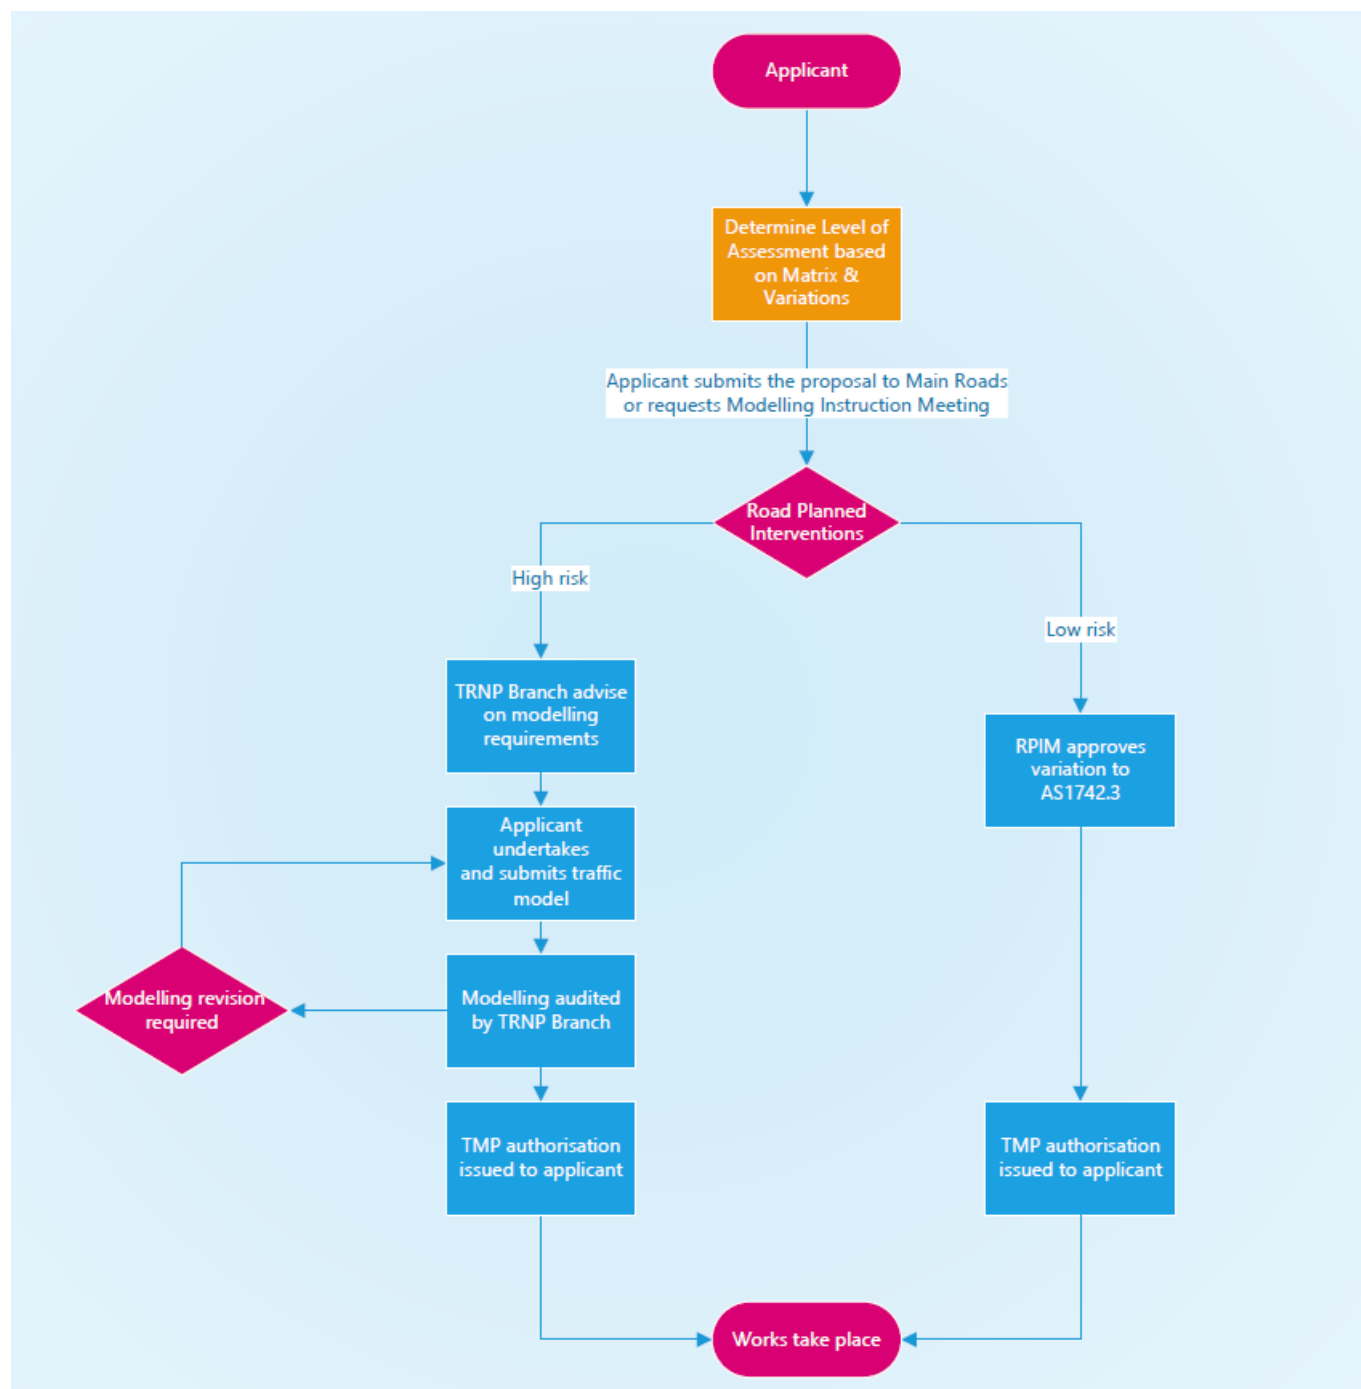 Applicant
Determine Level of
Assessment based
on Matrix &
Variations
Applicant submits the proposal to Main Roads
or requests Modelling Instruction Meeting
Road Planned
Interventions
High risk
Low risk
TRNP Branch advise
on modelling
requirements
RPIM approves
variation to
AS1742.3
Applicant
undertakes
and submits traffic
model
Modelling revision
required
Modelling audited
by TRNP Branch
TMP authorisation
issued to applicant
TMP authorisation
issued to applicant
Works take place